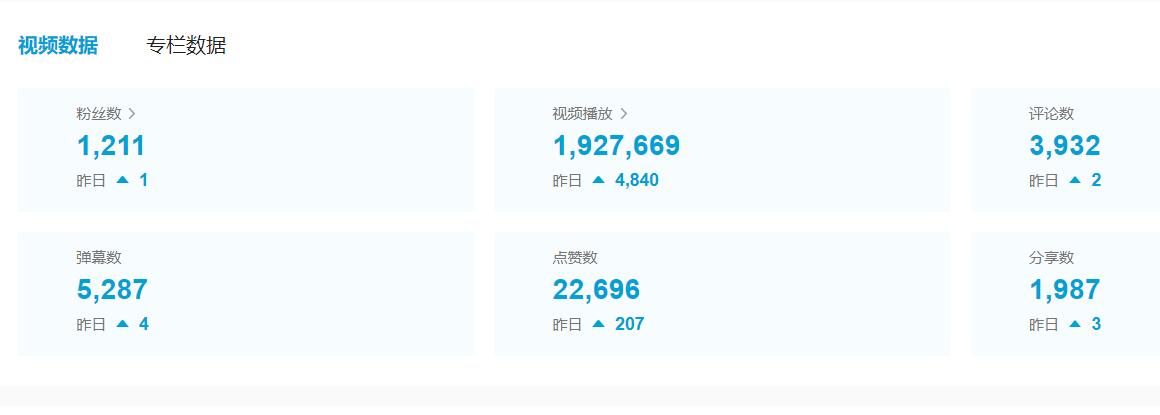 视频数据 专栏数据
粉丝数 视频播放 评论数
1,211 1,927,669 3,932
昨日 1 昨日 4,840 昨日 2
弹幕数 点赞数 分享数
5,287 22,696 1,987
昨日 4 昨日 207 昨日 3